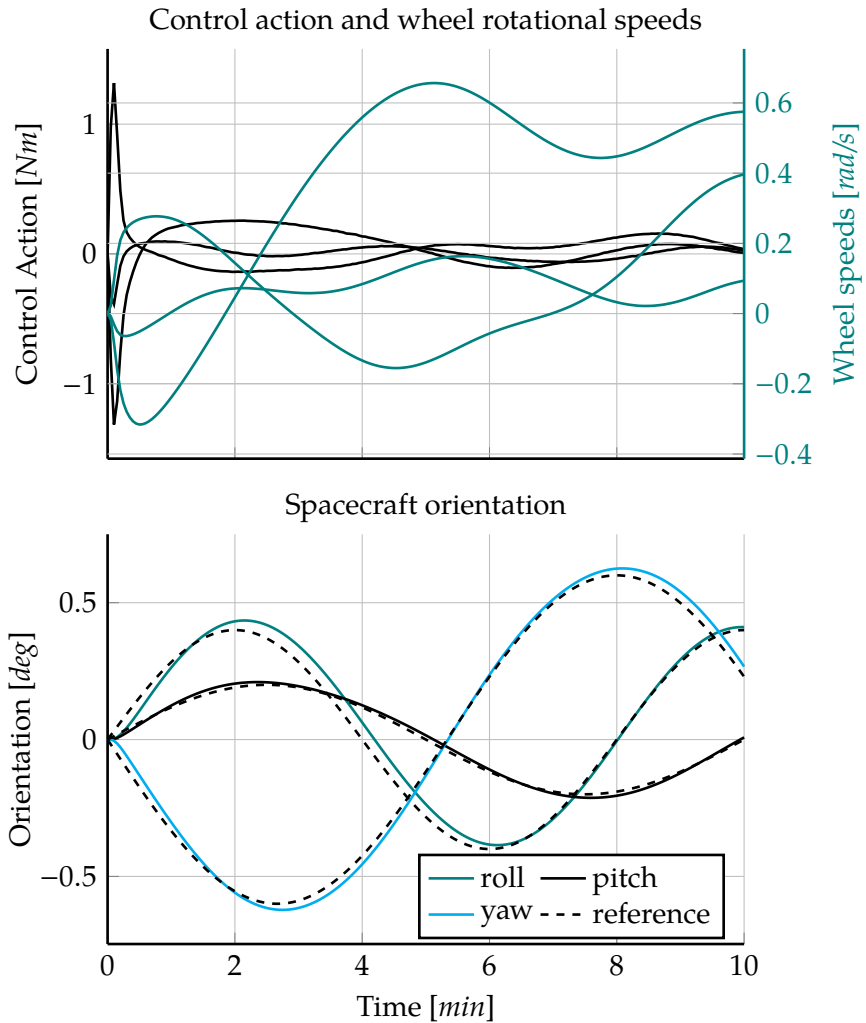 Control action and wheel rotational speeds
Control Action [Nm]
1
0
−1
0.6
0.4
0.2
0
−0.2
−0.4
Wheel speeds [rad/s]
Spacecraft orientation
Orientation [deg]
0.5
0
−0.5
roll pitch
yaw reference
0 2 4 6 8 10
Time [min]